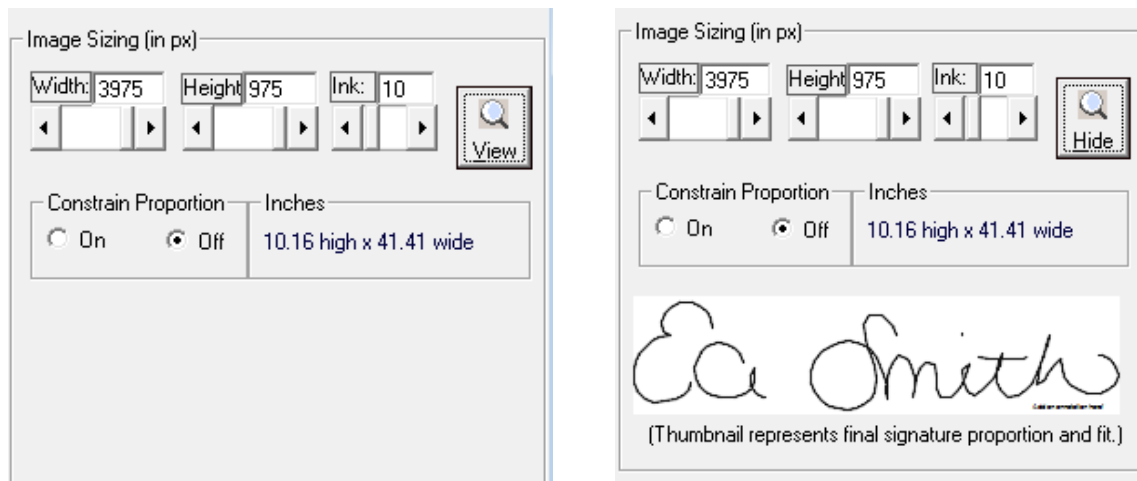 Image Sizing (in px)
Width: 3975 Height 975 Ink: 10
View
Constrain Proportion Inches
On Off 10.16 high x 41.41 wide
Image Sizing (in px)
Width: 3975 Height 975 Ink: 10
Hide
Constrain Proportion Inches
On Off 10.16 high x 41.41 wide
Smith
(Thumbnail represents final signature proportion and fit.)